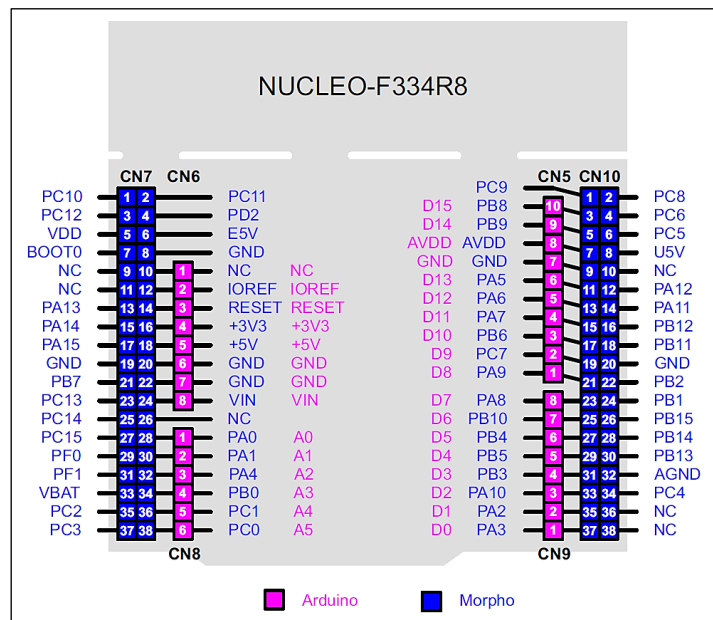 NUCLEO-F334R8
CN7 CN6 CN5 CN10
PC9
PC10 1 2 PC11 1 2 PC8
PC12 3 4 PD2 D15 PB8 10 3 4 PC6
VDD 5 6 E5V D14 PB9 9 5 6 PC5
BOOT0 7 8 GND AVDD AVDD 8 7 8 U5V
NC 9 10 1 NC NC GND GND 7 9 10 NC
NC 11 12 2 IOREF IOREF D13 PA5 6 11 12 PA12
PA13 13 14 3 RESET RESET D12 PA6 5 13 14 PA11
PA14 15 16 4 +3V3 +3V3 D11 PA7 4 15 16 PB12
PA15 17 18 5 +5V +5V D10 PB6 3 17 18 PB11
GND 19 20 6 GND GND D9 PC7 2 19 20 GND
PB7 21 22 7 GND GND D8 PA9 1 21 22 PB2
PC13 23 24 8 VIN VIN D7 PA8 8 23 24 PB1
PC14 25 26 NC D6 PB10 7 25 26 PB15
PC15 27 28 1 PA0 A0 D5 PB4 6 27 28 PB14
PF0 29 30 2 PA1 A1 D4 PB5 5 29 30 PB13
PF1 31 32 3 PA4 A2 D3 PB3 4 31 32 AGND
VBAT 33 34 4 PB0 A3 D2 PA10 3 33 34 PC4
PC2 35 36 5 PC1 A4 D1 PA2 2 35 36 NC
PC3 37 38 6 PC0 A5 D0 PA3 1 37 38 NC
CN8 CN9
Arduino Morpho